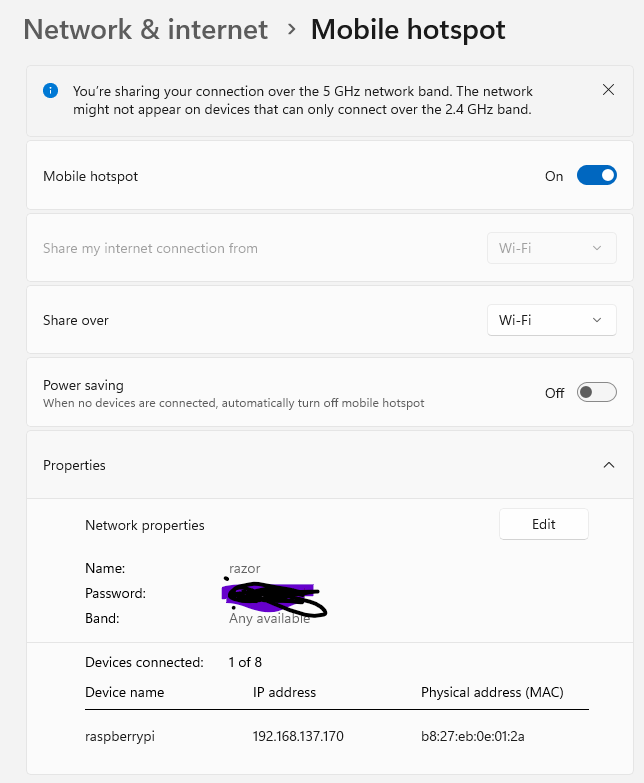 Network & internet > Mobile hotspot
You're sharing your connection over the 5 GHz network band. The network
might not appear on devices that can only connect over the 2.4 GHz band.
Mobile hotspot On
Share my internet connection from Wi-Fi
Share over Wi-Fi
Power saving Off
When no devices are connected, automatically turn off mobile hotspot
Properties
Network properties Edit
Name: razor
Password:
Band: Any available
Devices connected: 1 of 8
Device name IP address Physical address (MAC)
raspberrypi 192.168.137.170 b8:27:eb:0e:01:2a